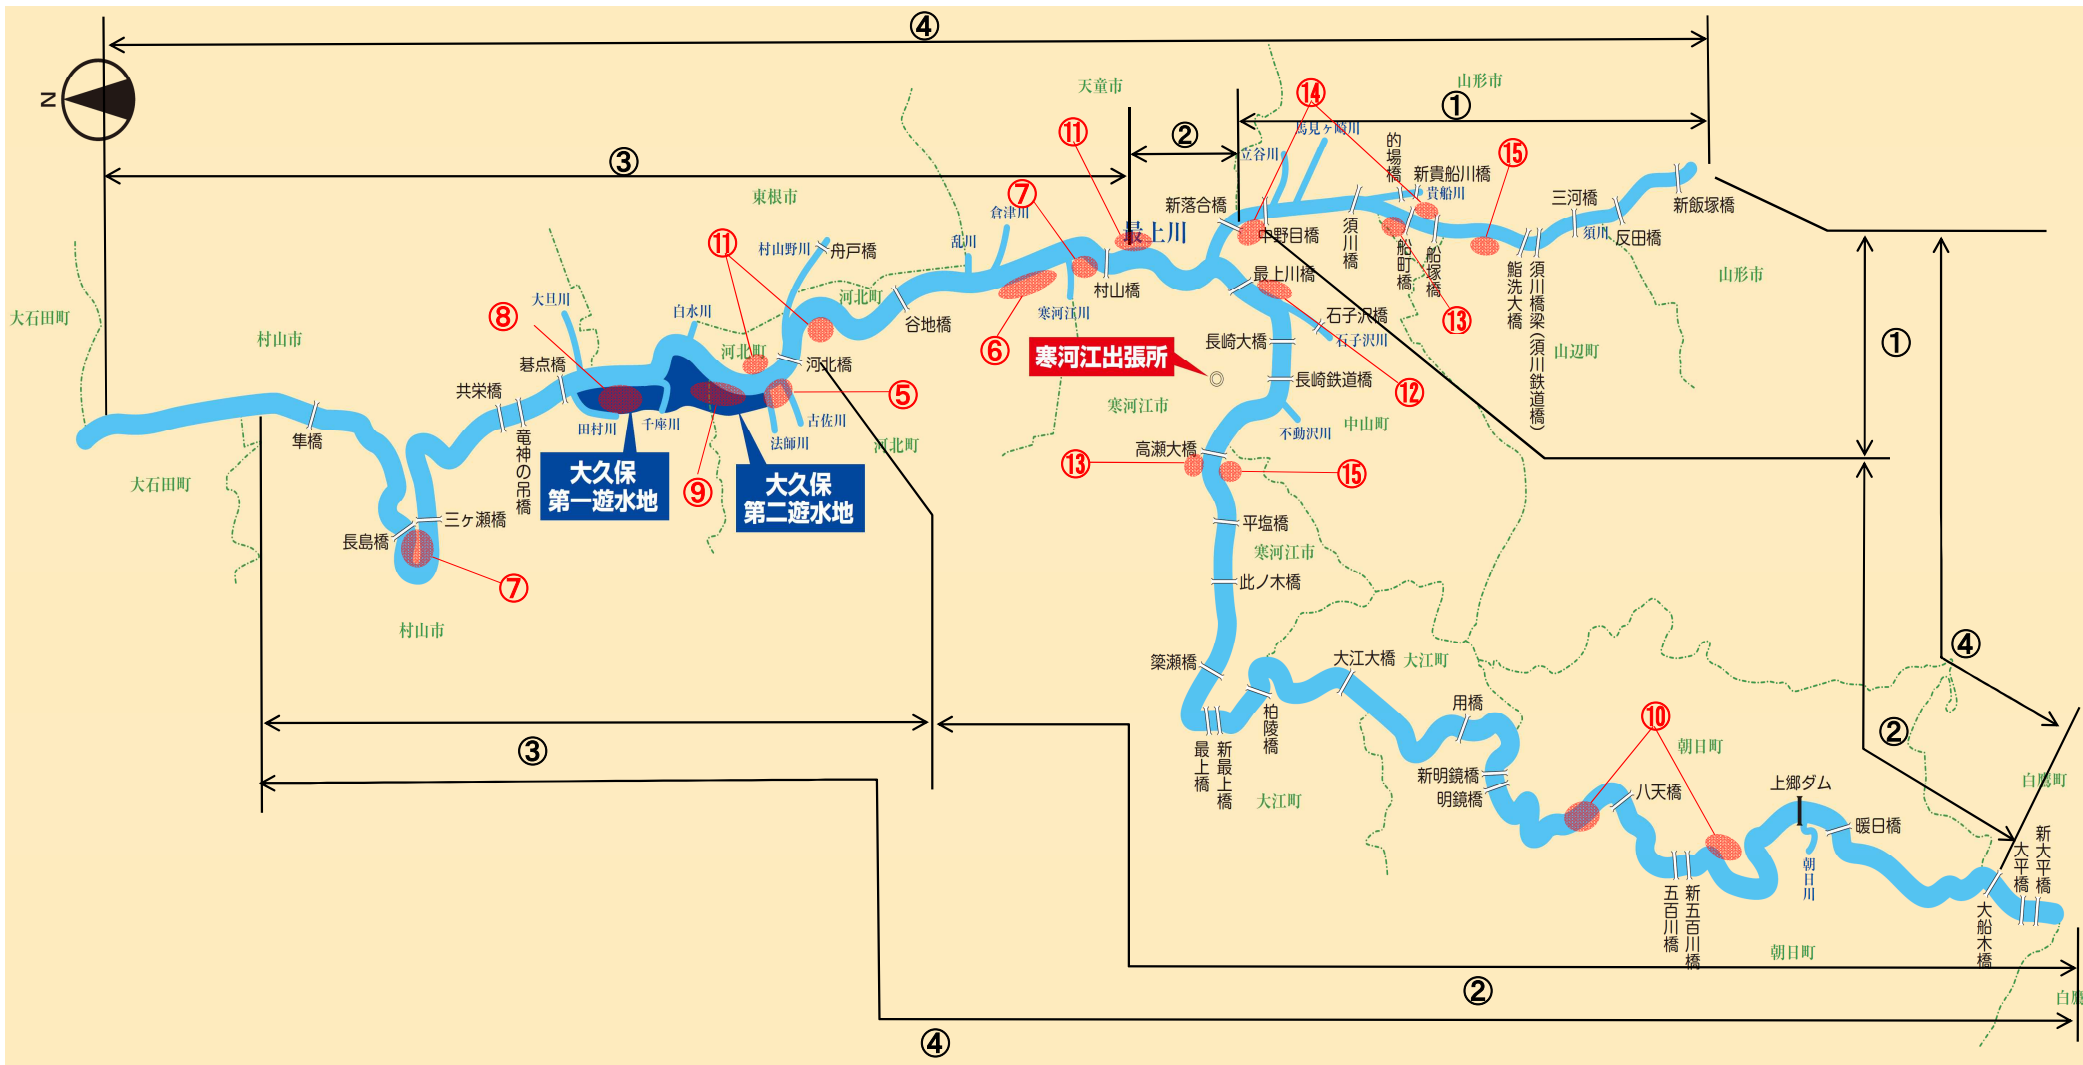 ④
N
天童市
山形市
⑭
①
⑪
②
③
馬見ヶ崎川
立谷川
的場橋
⑮
新貴船川橋
貴船川
三河橋
新飯塚橋
東根市
⑦
倉津川
新落合橋
須川
反田橋
最上川
中野目橋
須川橋
船町橋
船塚橋
鮨洗大橋
須川橋梁(須川鉄道橋)
⑪
村山野川
舟戸橋
乱川
村山橋
最上川橋
山形市
大石田町
村山市
⑧
大旦川
白水川
河北町
谷地橋
寒河江川
⑥
石子沢橋
石子沢川
⑬
①
碁点橋
河北町
河北橋
寒河江出張所
長崎大橋
長崎鉄道橋
山辺町
共栄橋
⑤
寒河江市
⑫
中山町
隼橋
竜神の吊橋
田村川
千座川
古佐川
法師川
河北町
不動沢川
大石田町
大久保
第一遊水地
⑨
大久保
第二遊水地
高瀬大橋
⑬
⑮
三ヶ瀬橋
長島橋
平塩橋
寒河江市
⑦
此ノ木橋
村山市
簗瀬橋
大江大橋
大江町
④
柏陵橋
最上橋
新最上橋
用橋
⑩
朝日町
②
③
新明鏡橋
明鏡橋
大江町
八天橋
上郷ダム
白鷹町
暖日橋
朝日川
新大平橋
大平橋
五百川橋
新五百川橋
大船木橋
朝日町
②
白鷹
④